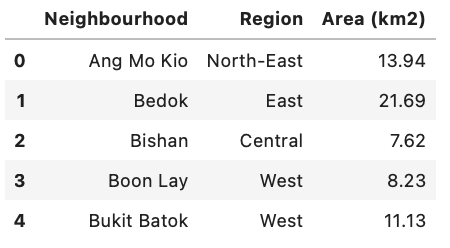 Neighbourhood Region Area (km2)
0 Ang Mo Kio North-East 13.94
1 Bedok East 21.69
2 Bishan Central 7.62
3 Boon Lay West 8.23
4 Bukit Batok West 11.13